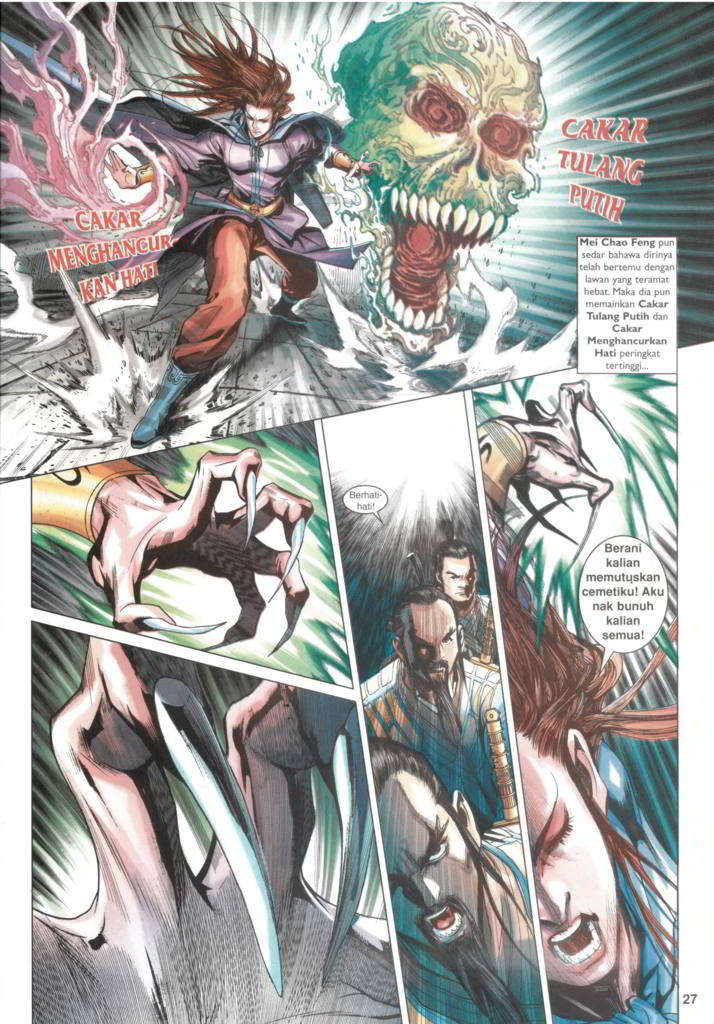 CAKAR
MENGHANCUR
KAN HATI
CAKAR
TULANG
PUTIH
Mei Chao Feng pun
sedar bahawa dirinya
telah bertemu dengan
lawan yang teramat
hebat. Maka dia pun
memainkan Cakar
Tulang Putih dan
Cakar
Menghancurkan
Hati peringkat
tertinggi...
Berhati-
hati!
Berani
kalian
memutuskan
cemetiku! Aku
nak bunuh
kalian
semua!
27